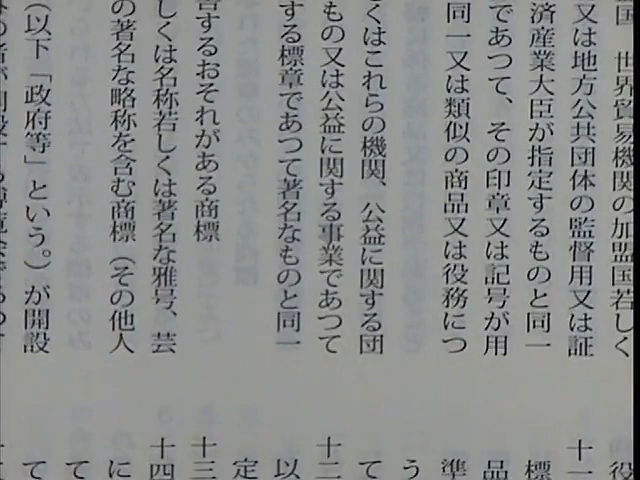 国、世界貿易機関の加盟国若しく
又は地方公共団体の監督用又は証
済産業大臣が指定するものと同一
であつて、その印章又は記号が用
同一又は類似の商品又は役務につ
くはこれらの機関、公益に関する団
もの又は公益に関する事業であつて
する標章であつて著名なものと同一
害するおそれがある商標
しくは名称若しくは著名な雅号、芸
の著名な略称を含む商標(その他人
(以下「政府等」という。)が開設
役
十一
標
品
準
う
て
十二
以
定
十三
十四
に
て
て